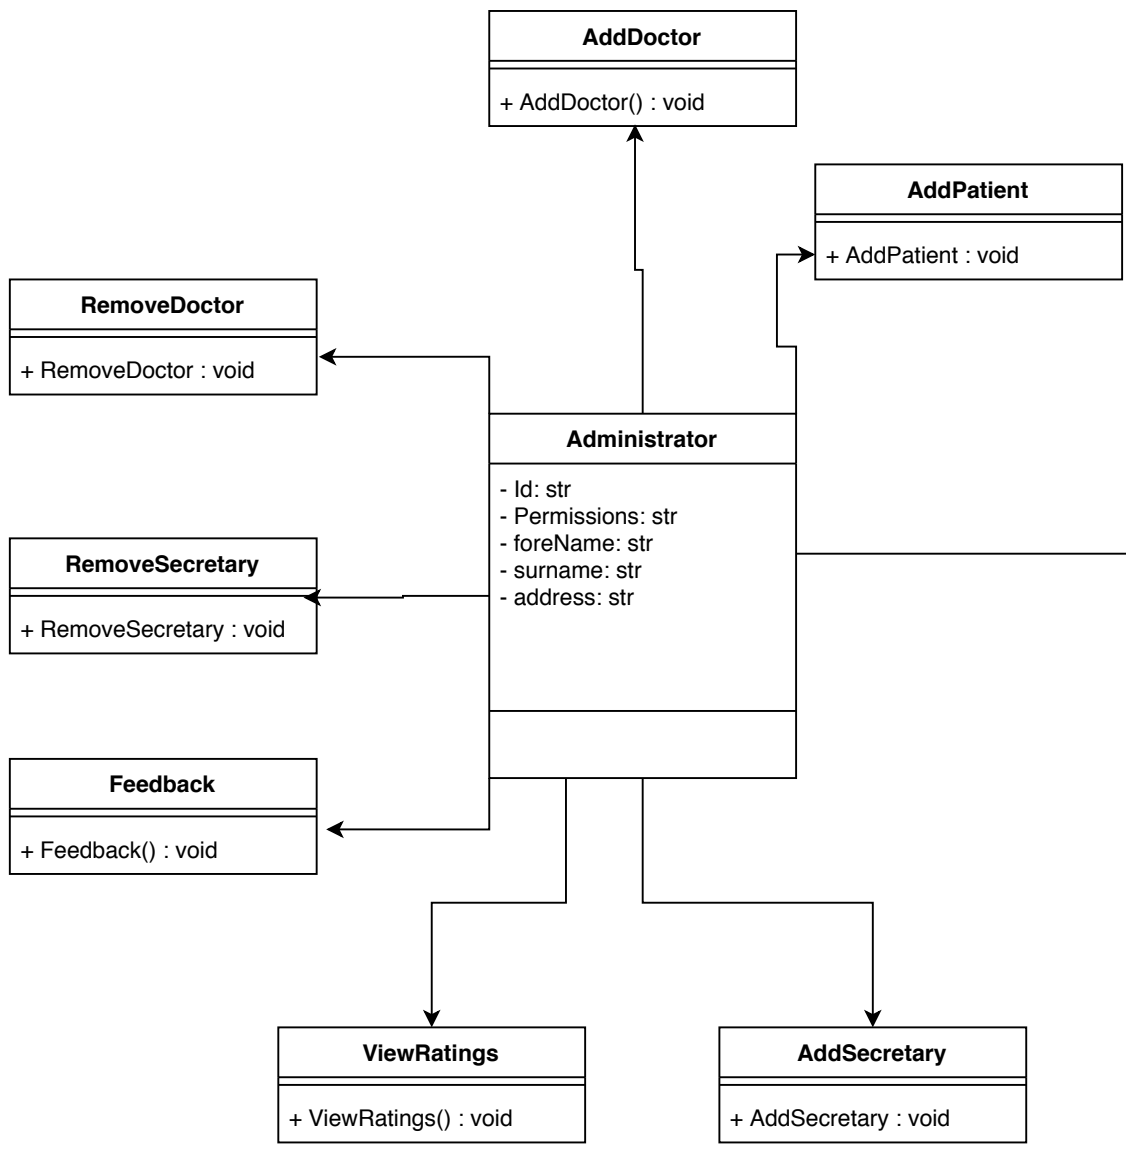 AddDoctor
+ AddDoctor() : void
AddPatient
+ AddPatient : void
RemoveDoctor
+ RemoveDoctor : void
Administrator
- Id: str
- Permissions: str
- foreName: str
- surname: str
- address: str
RemoveSecretary
+ RemoveSecretary : void
Feedback
+ Feedback() : void
ViewRatings
+ ViewRatings() : void
AddSecretary
+ AddSecretary : void